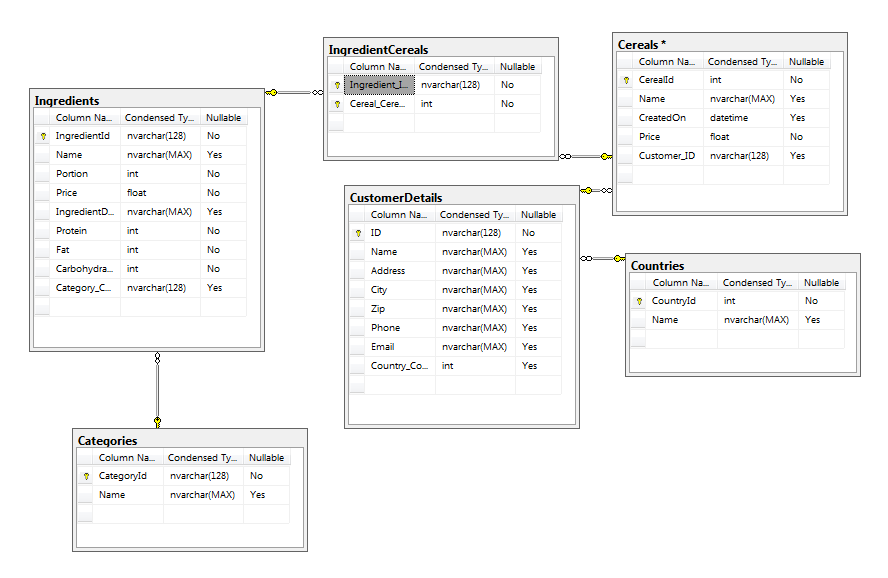 IngredientCereals
Column Na... Condensed Ty... Nullable
Ingredient_I... nvarchar(128) No
Cereal_Cere... int No
Cereals *
Column Na... Condensed Ty... Nullable
CerealId int No
Name nvarchar(MAX) Yes
CreatedOn datetime Yes
Price float No
Customer_ID nvarchar(128) Yes
Ingredients
Column Na... Condensed Ty... Nullable
IngredientId nvarchar(128) No
Name nvarchar(MAX) Yes
Portion int No
Price float No
IngredientD... nvarchar(MAX) Yes
Protein int No
Fat int No
Carbohydra... int No
Category_C... nvarchar(128) Yes
CustomerDetails
Column Na... Condensed Ty... Nullable
ID nvarchar(128) No
Name nvarchar(MAX) Yes
Address nvarchar(MAX) Yes
City nvarchar(MAX) Yes
Zip nvarchar(MAX) Yes
Phone nvarchar(MAX) Yes
Email nvarchar(MAX) Yes
Country_Co... int Yes
Countries
Column Na... Condensed Ty... Nullable
CountryId int No
Name nvarchar(MAX) Yes
Categories
Column Na... Condensed Ty... Nullable
CategoryId nvarchar(128) No
Name nvarchar(MAX) Yes